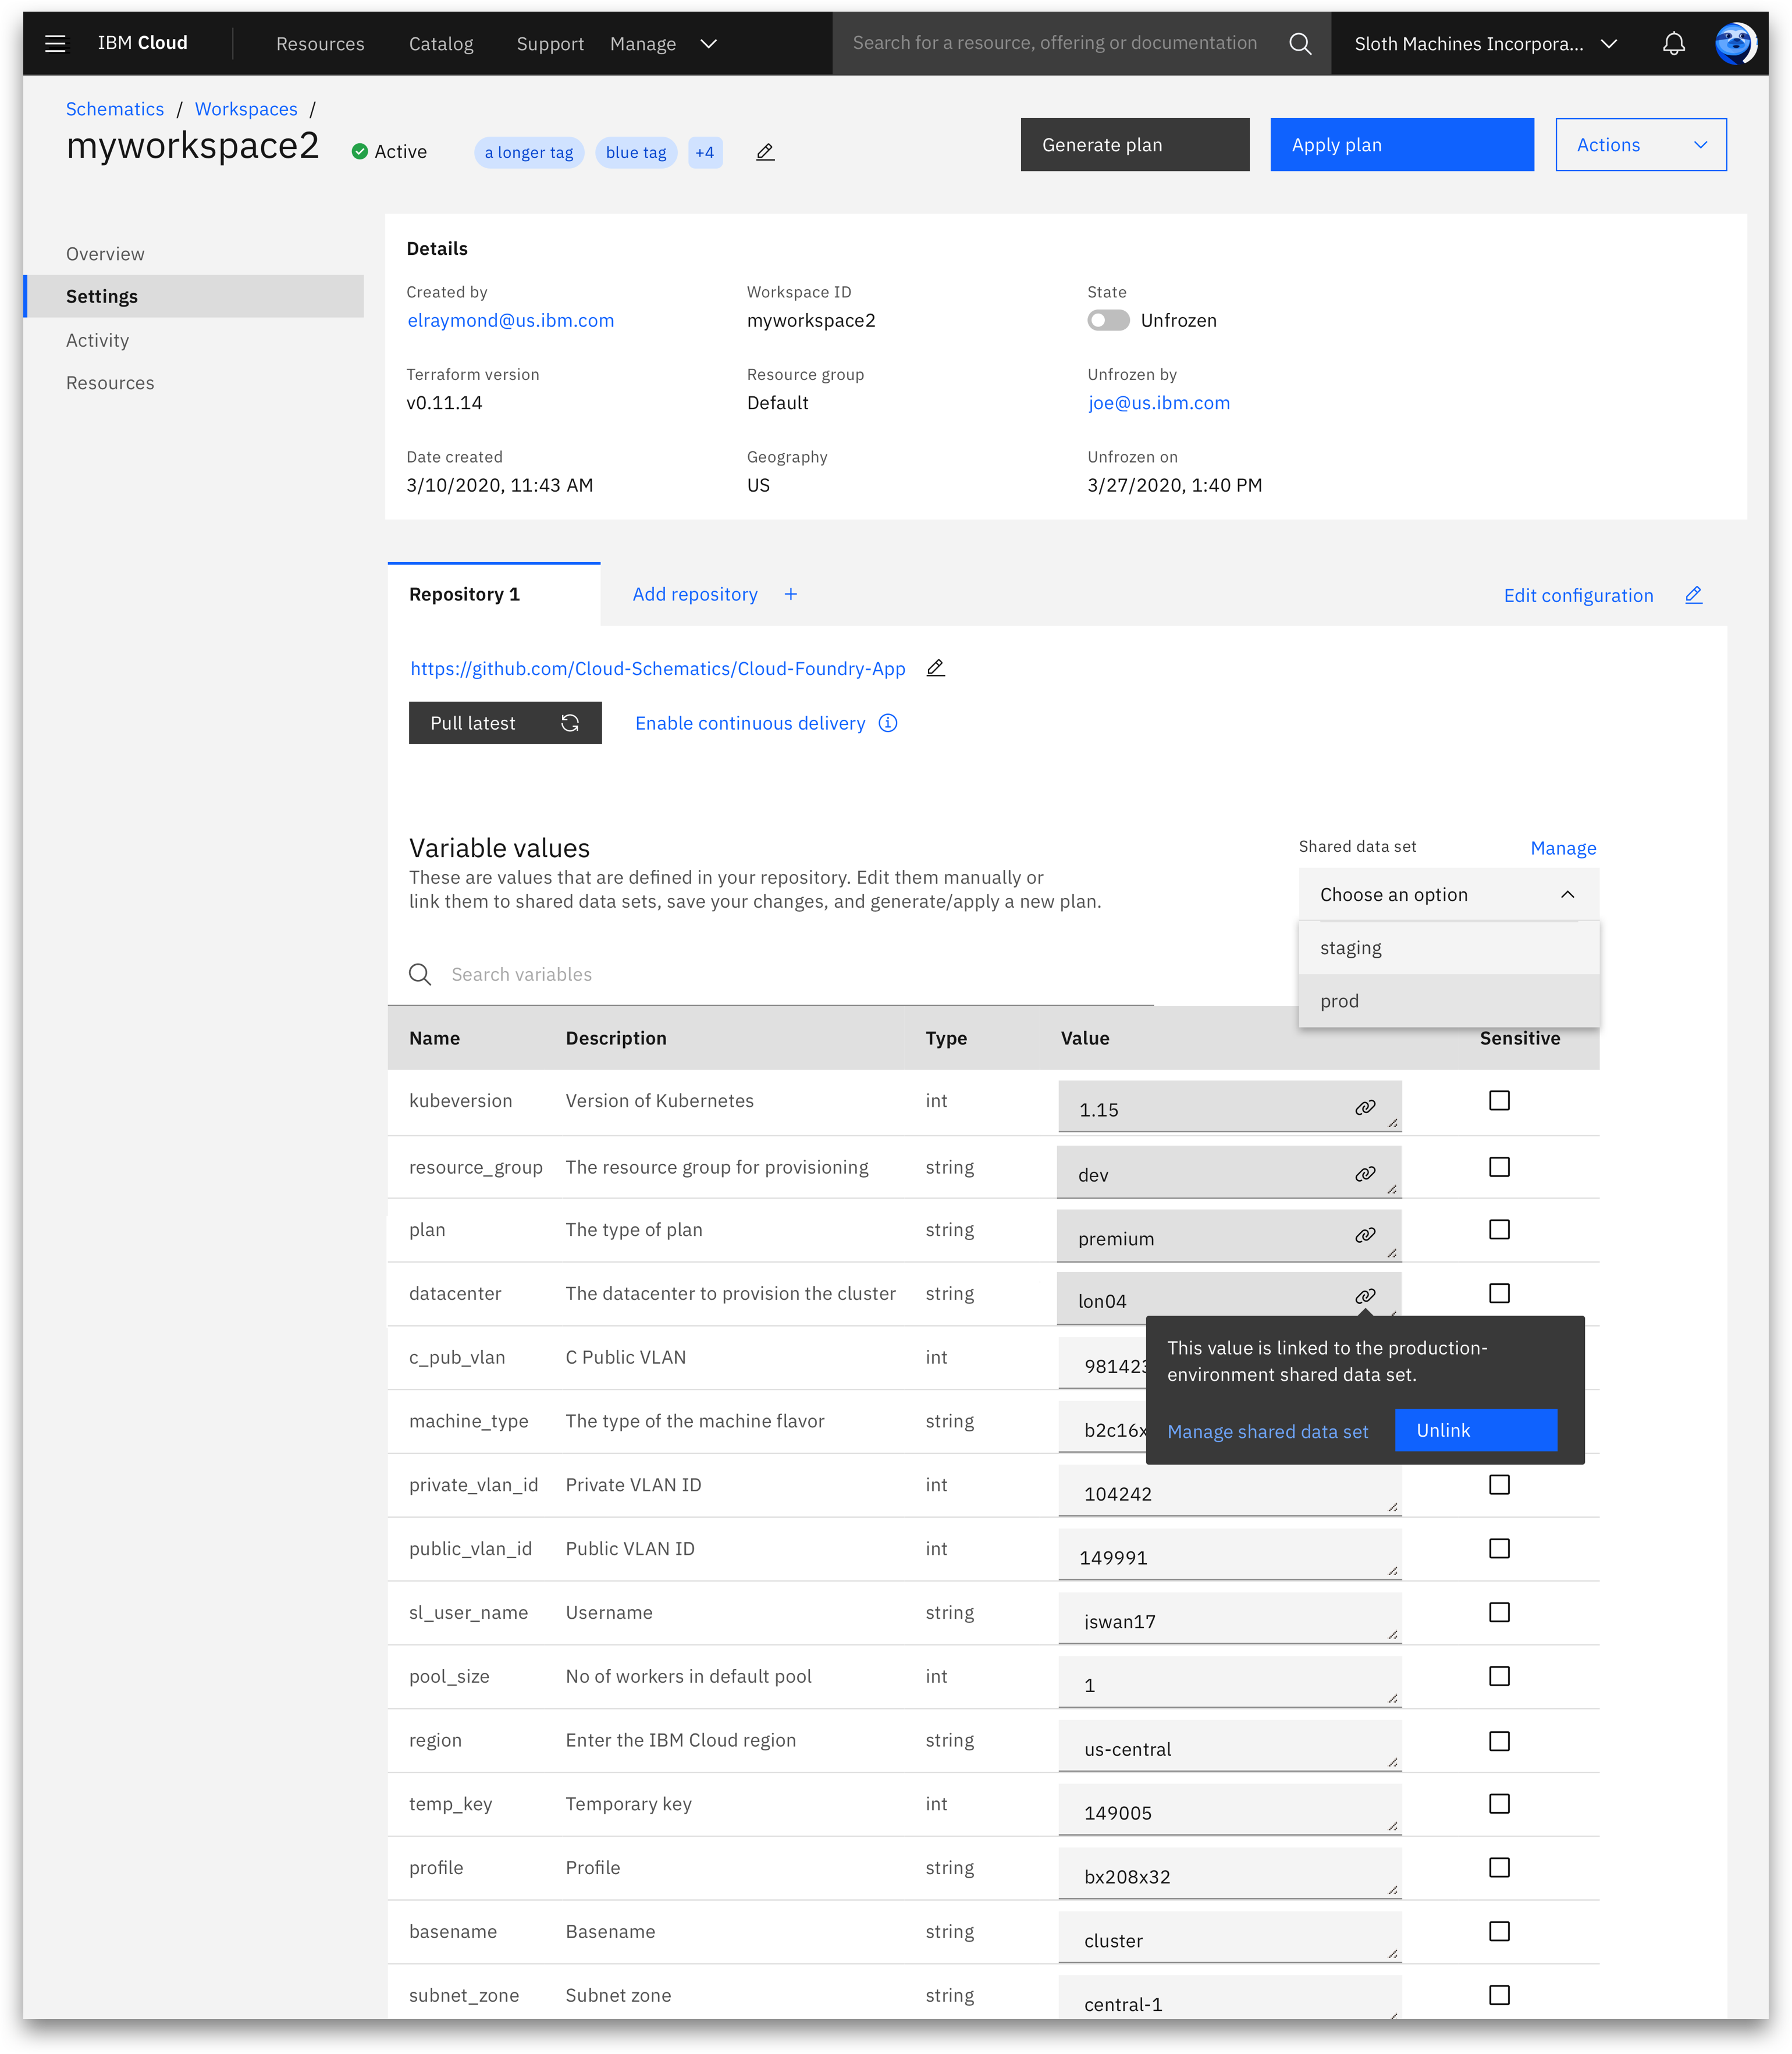 IBM Cloud Resources Catalog Support Manage Search for a resource, offering or documentation Sloth Machines Incorpora...
Schematics / Workspaces /
myworkspace2 Active a longer tag blue tag +4 Generate plan Apply plan Actions
Overview
Settings
Activity
Resources
Details
Created by Workspace ID State
elraymond@us.ibm.com myworkspace2 Unfrozen
Terraform version Resource group Unfrozen by
v0.11.14 Default joe@us.ibm.com
Date created Geography Unfrozen on
3/10/2020, 11:43 AM US 3/27/2020, 1:40 PM
Repository 1 Add repository + Edit configuration
https://github.com/Cloud-Schematics/Cloud-Foundry-App
Pull latest Enable continuous delivery
Variable values
These are values that are defined in your repository. Edit them manually or
link them to shared data sets, save your changes, and generate/apply a new plan.
Shared data set Manage
Choose an option
staging
prod
Search variables
Name Description Type Value Sensitive
kubeversion Version of Kubernetes int 1.15
resource_group The resource group for provisioning string dev
plan The type of plan string premium
datacenter The datacenter to provision the cluster string lon04
This value is linked to the production-
environment shared data set.
Manage shared data set Unlink
c_pub_vlan C Public VLAN int 981423
machine_type The type of the machine flavor string b2c16x
private_vlan_id Private VLAN ID int 104242
public_vlan_id Public VLAN ID int 149991
sl_user_name Username string jswan17
pool_size No of workers in default pool int 1
region Enter the IBM Cloud region string us-central
temp_key Temporary key int 149005
profile Profile string bx208x32
basename Basename string cluster
subnet_zone Subnet zone string central-1